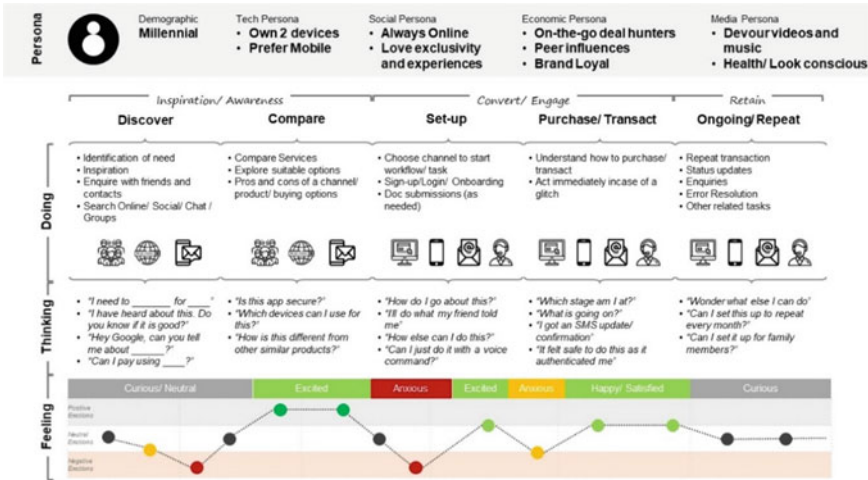 Persona
Demographic
Millennial
Tech Persona
• Own 2 devices
• Prefer Mobile
Social Persona
• Always Online
• Love exclusivity
and experiences
Economic Persona
• On-the-go deal hunters
• Peer influences
• Brand Loyal
Media Persona
• Devour videos and
music
• Health/ Look conscious
Inspiration/ Awareness
Convert/ Engage
Retain
Discover
Compare
Set-up
Purchase/ Transact
Ongoing/ Repeat
Doing
• Identification of need
• Inspiration
• Enquire with friends and
contacts
• Search Online/ Social/ Chat /
Groups
• Compare Services
• Explore suitable options
• Pros and cons of a channel/
product/ buying options
• Choose channel to start
workflow/ task
• Sign-up/Login/ Onboarding
• Doc submissions (as
needed)
• Understand how to purchase/
transact
• Act immediately incase of a
glitch
• Repeat transaction
• Status updates
• Enquiries
• Error Resolution
• Other related tasks
Thinking
• "I need to ______ for ____"
• "I have heard about this. Do
you know if it is good?"
• "Hey Google, can you tell
me about ______?"
• "Can I pay using ____?"
• "Is this app secure?"
• "Which devices can I use for
this?"
• "How is this different from
other similar products?"
• "How do I go about this?"
• "I'll do what my friend told
me"
• "How else can I do this?"
• "Can I just do it with a voice
command?"
• "Which stage am I at?"
• "What is going on?"
• "I got an SMS update/
confirmation"
• "It felt safe to do this as it
authenticated me"
• "Wonder what else I can do"
• "Can I set this up to repeat
every month?"
• "Can I set it up for family
members?"
Feeling
Curious/ Neutral
Excited
Anxious
Excited
Anxious
Happy/ Satisfied
Curious
Positive
Emotions
Neutral
Emotions
Negative
Emotions